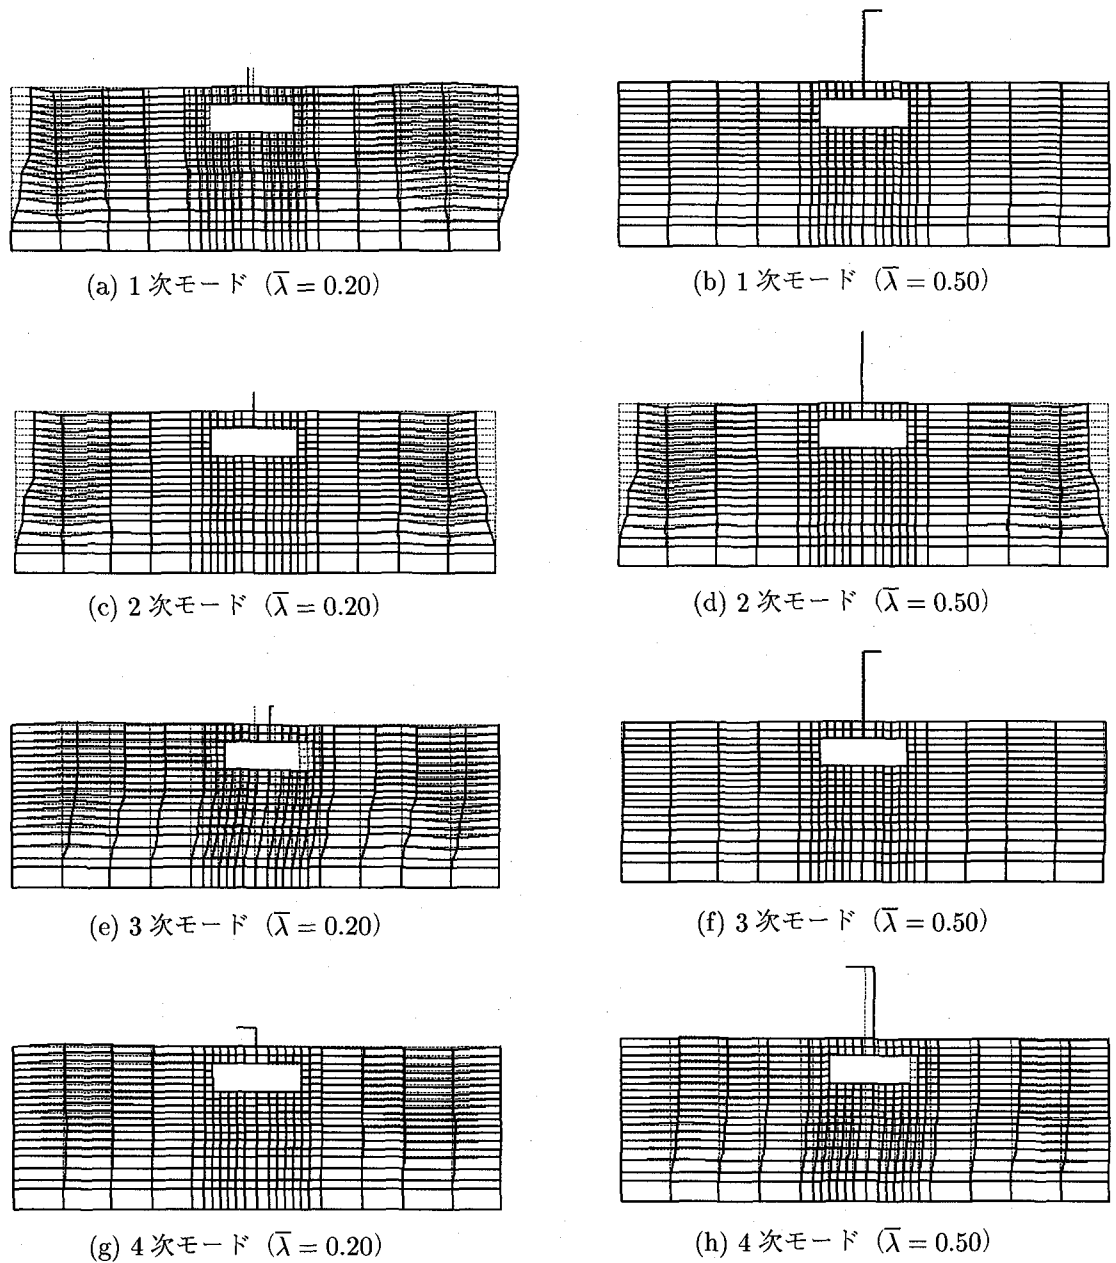 (a) 1 次モード（λ̅ = 0.20）
(b) 1 次モード（λ̅ = 0.50）
(c) 2 次モード（λ̅ = 0.20）
(d) 2 次モード（λ̅ = 0.50）
(e) 3 次モード（λ̅ = 0.20）
(f) 3 次モード（λ̅ = 0.50）
(g) 4 次モード（λ̅ = 0.20）
(h) 4 次モード（λ̅ = 0.50）